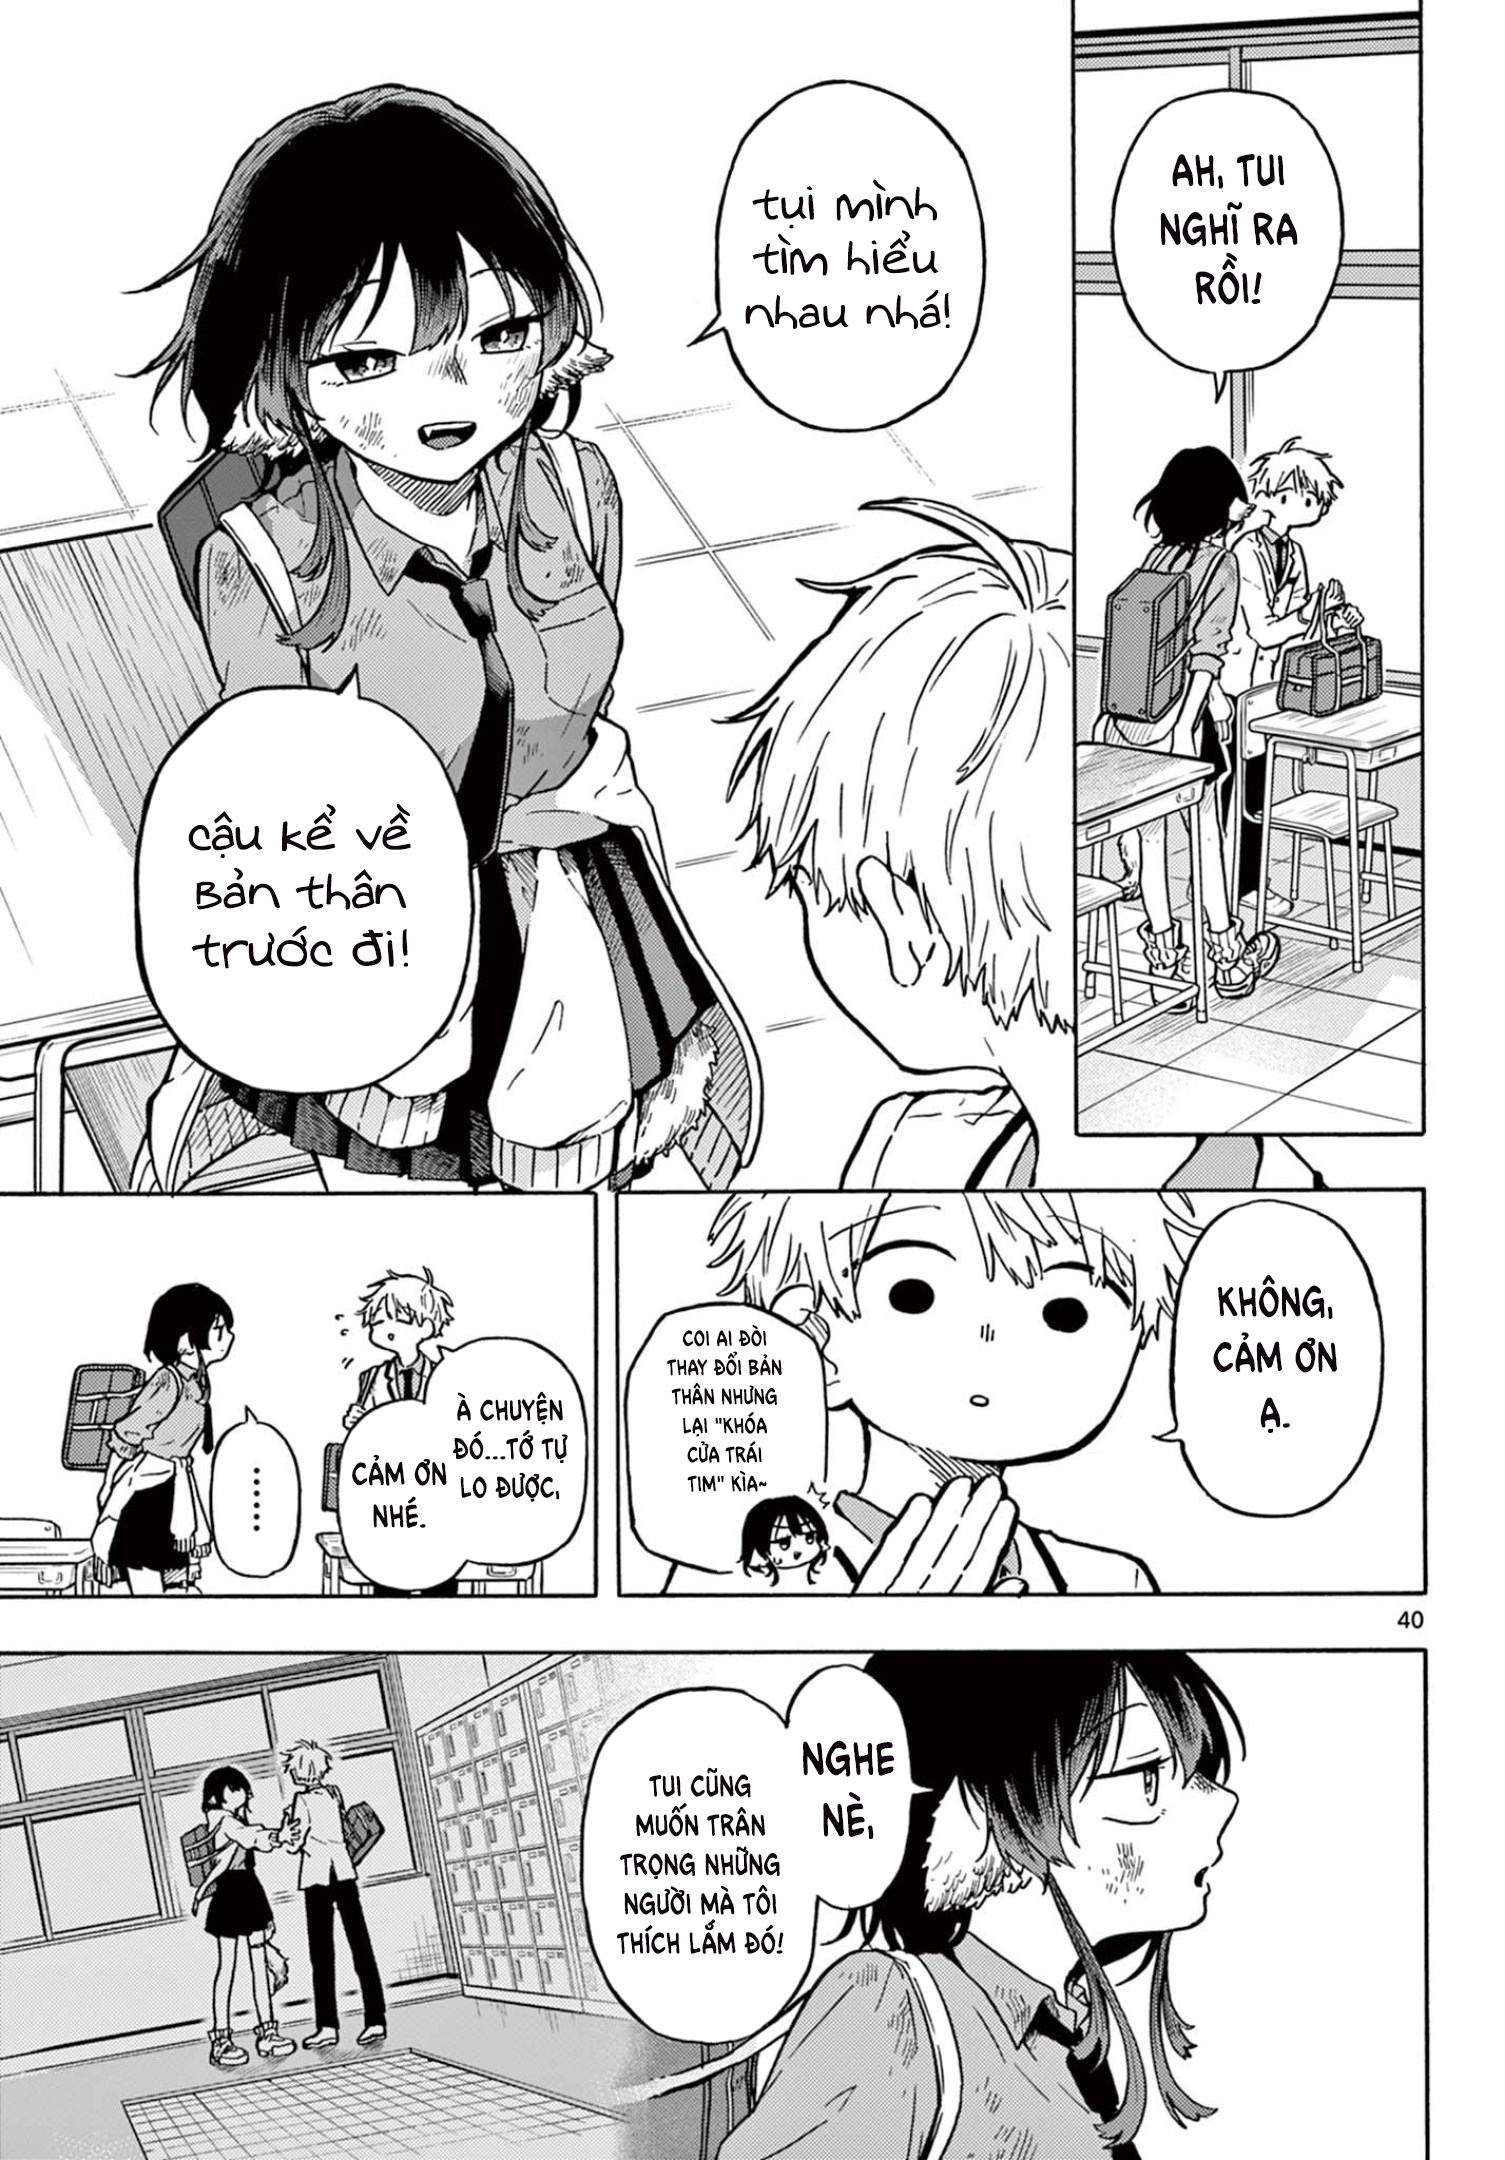 AH, TUI
NGHĨ RA
RỒI!
tụi mình
tìm hiểu
nhau nhá!
cậu kể về
Bản thân
trước đi!
KHÔNG,
CẢM ƠN
Ạ.
COI AI ĐÒI
THAY ĐỔI BẢN
THÂN NHƯNG
LẠI "KHÓA
CỬA TRÁI
TIM" KÌA~
À CHUYỆN
ĐÓ...TỚ TỰ
LO ĐƯỢC,
CẢM ƠN
NHÉ.
......
40
NGHE
NÈ,
TUI CŨNG
MUỐN TRÂN
TRỌNG NHỮNG
NGƯỜI MÀ TÔI
THÍCH LẮM ĐÓ!